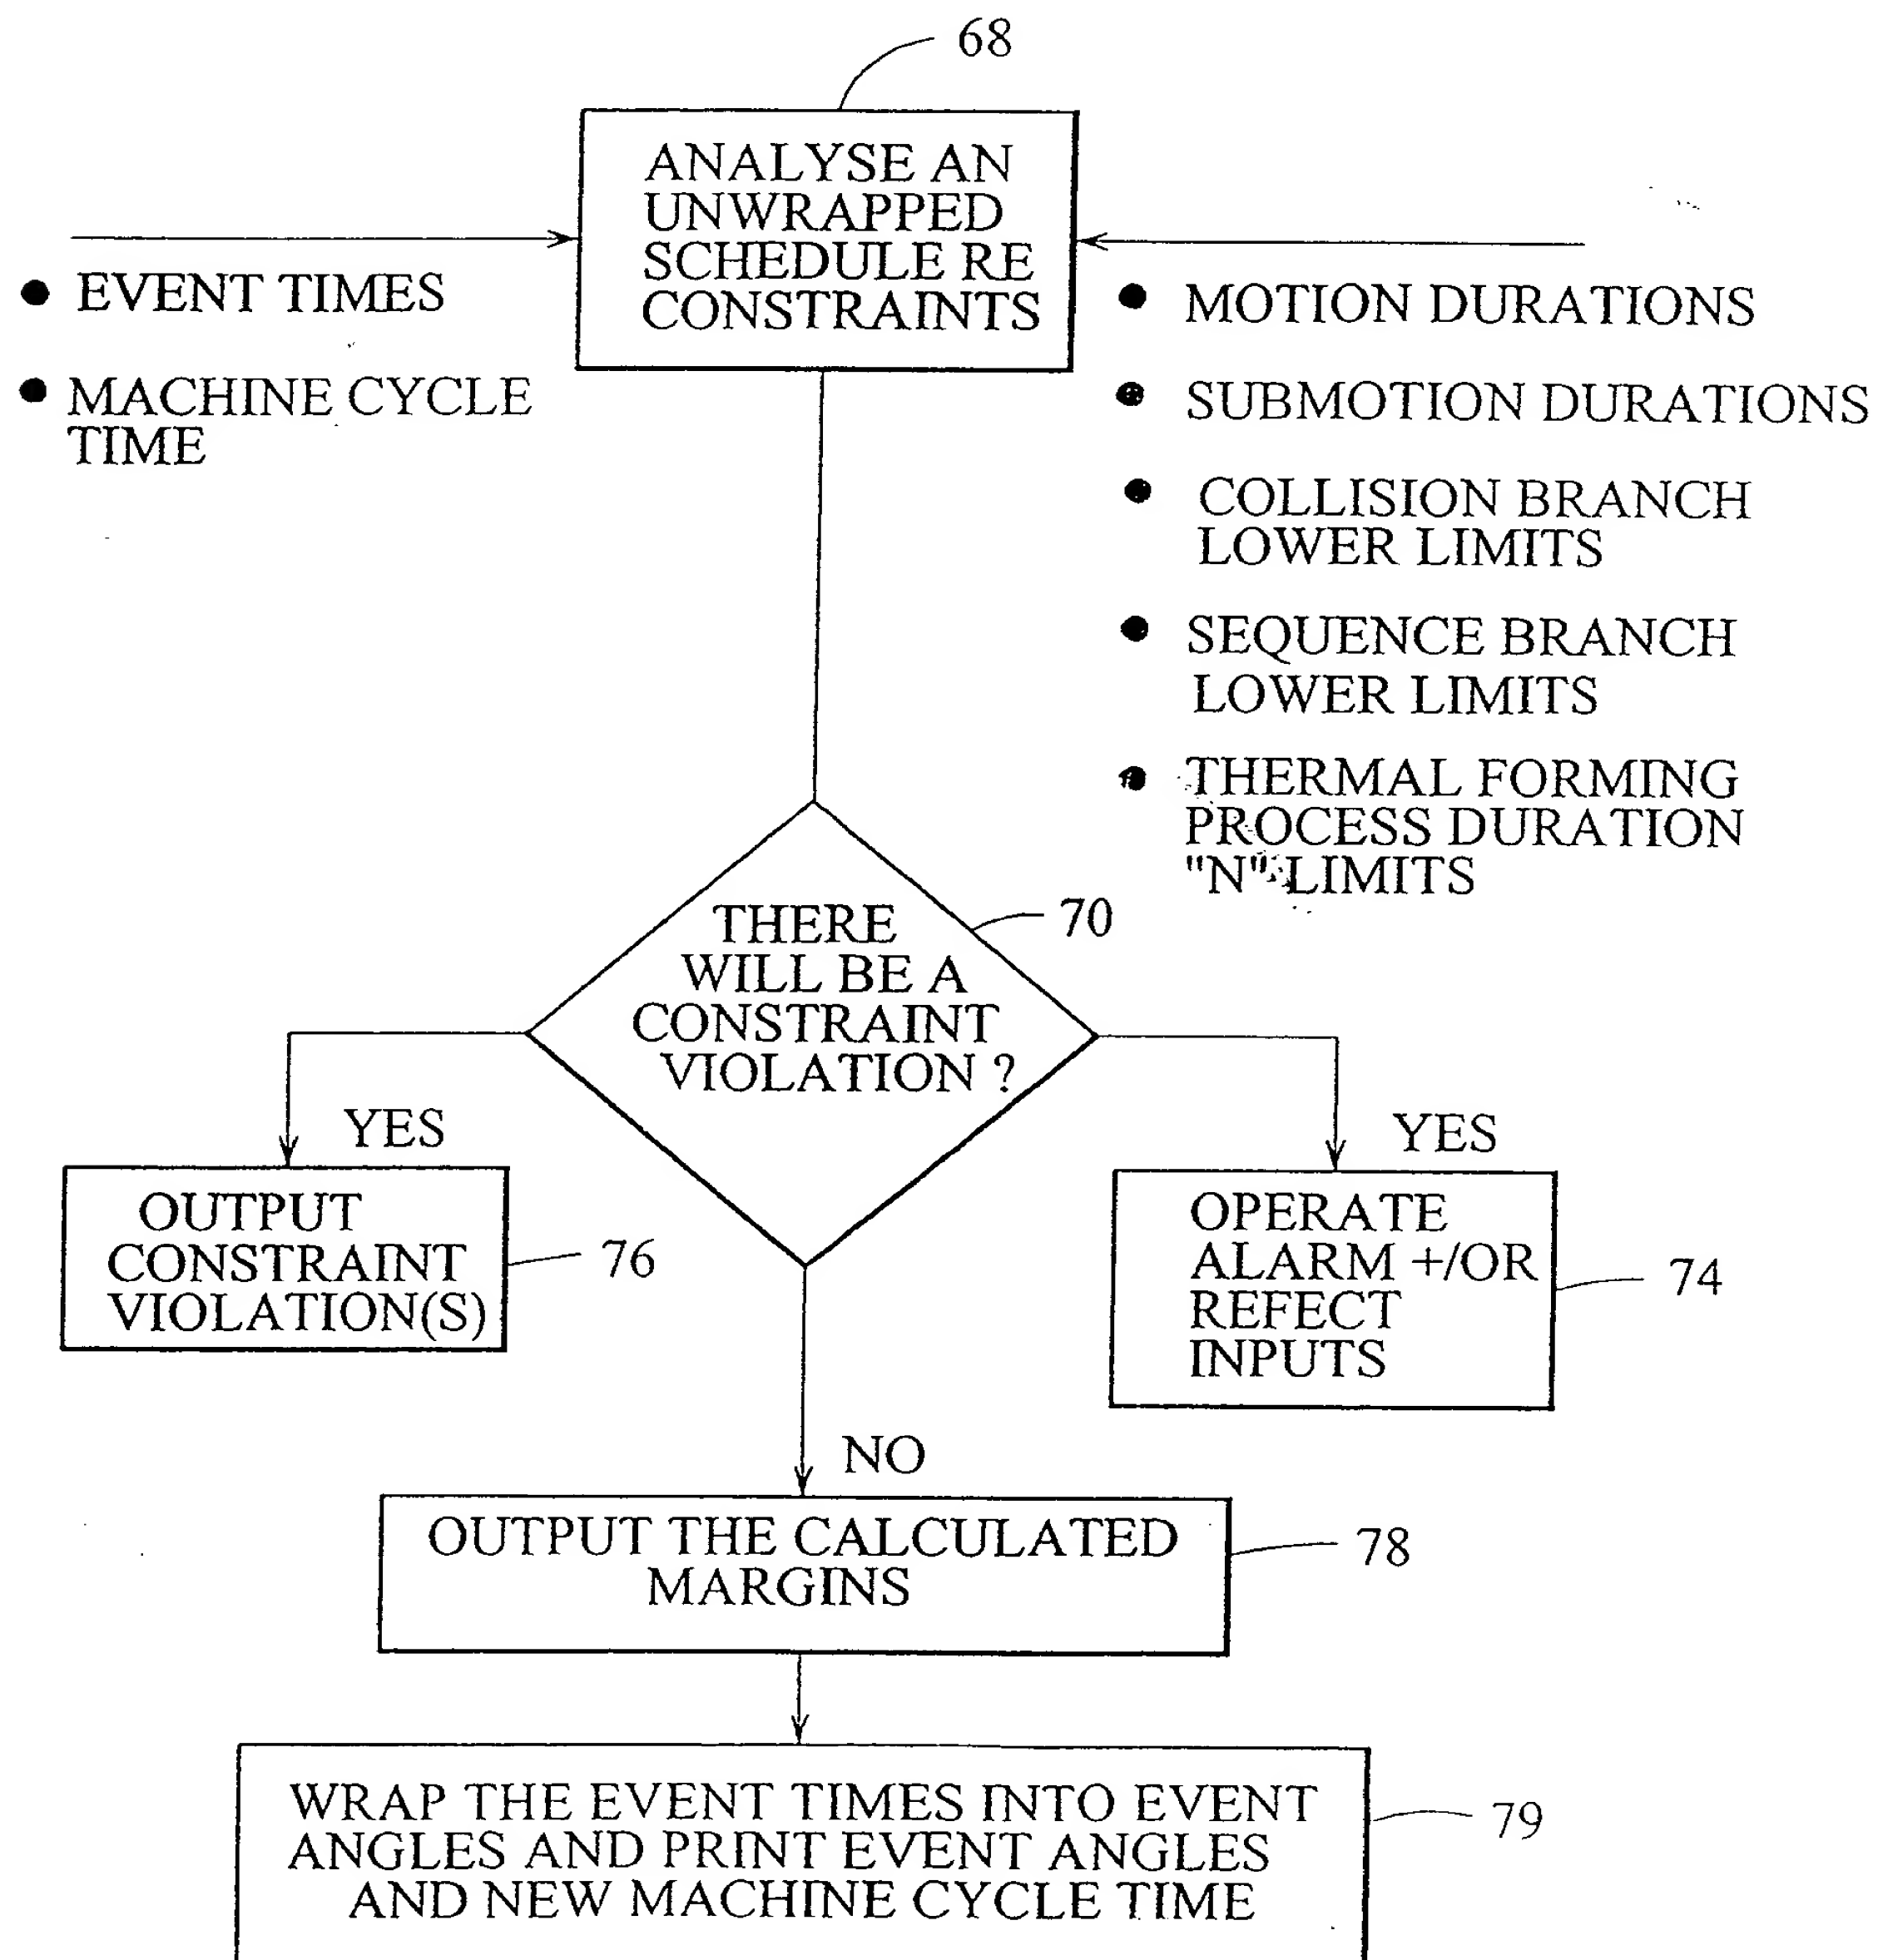 68
ANALYSE AN
UNWRAPPED
SCHEDULE RE
CONSTRAINTS
• EVENT TIMES
• MACHINE CYCLE
TIME
• MOTION DURATIONS
• SUBMOTION DURATIONS
• COLLISION BRANCH
LOWER LIMITS
• SEQUENCE BRANCH
LOWER LIMITS
• THERMAL FORMING
PROCESS DURATION
"N" LIMITS
70
THERE
WILL BE A
CONSTRAINT
VIOLATION ?
YES
YES
OUTPUT
CONSTRAINT
VIOLATION(S)
76
OPERATE
ALARM +/OR
REFECT
INPUTS
74
NO
OUTPUT THE CALCULATED
MARGINS
78
WRAP THE EVENT TIMES INTO EVENT
ANGLES AND PRINT EVENT ANGLES
AND NEW MACHINE CYCLE TIME
79